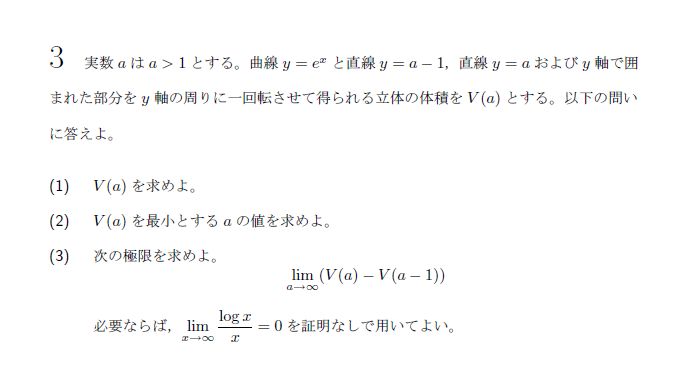 3 実数 a は a > 1 とする。曲線 y = e^x と直線 y = a − 1, 直線 y = a および y 軸で囲
まれた部分を y 軸の周りに一回転させて得られる立体の体積を V(a) とする。以下の問い
に答えよ。
(1) V(a) を求めよ。
(2) V(a) を最小とする a の値を求めよ。
(3) 次の極限を求めよ。
lim_{a→∞} (V(a) − V(a − 1))
必要ならば, lim_{x→∞} \frac{log x}{x} = 0 を証明なしで用いてよい。